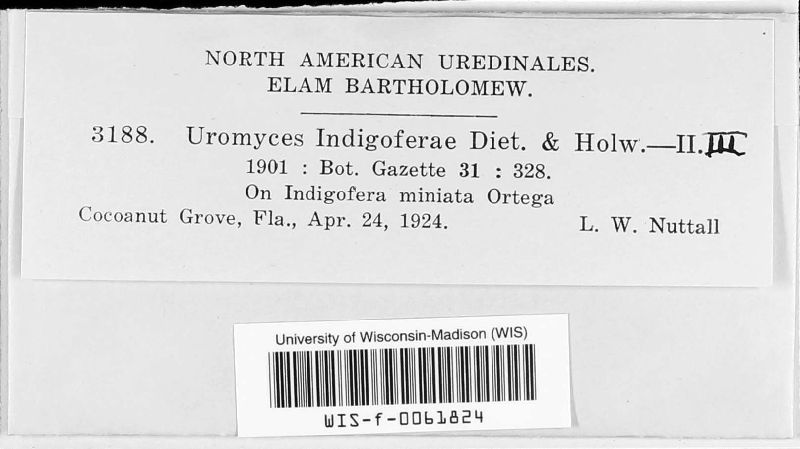 NORTH AMERICAN UREDINALES.
ELAM BARTHOLOMEW.
3188. Uromyces Indigoferae Diet. & Holw.—II. III
1901 : Bot. Gazette 31 : 328.
On Indigofera miniata Ortega
Cocoanut Grove, Fla., Apr. 24, 1924. L. W. Nuttall
University of Wisconsin-Madison (WIS)
WIS-f-0061824